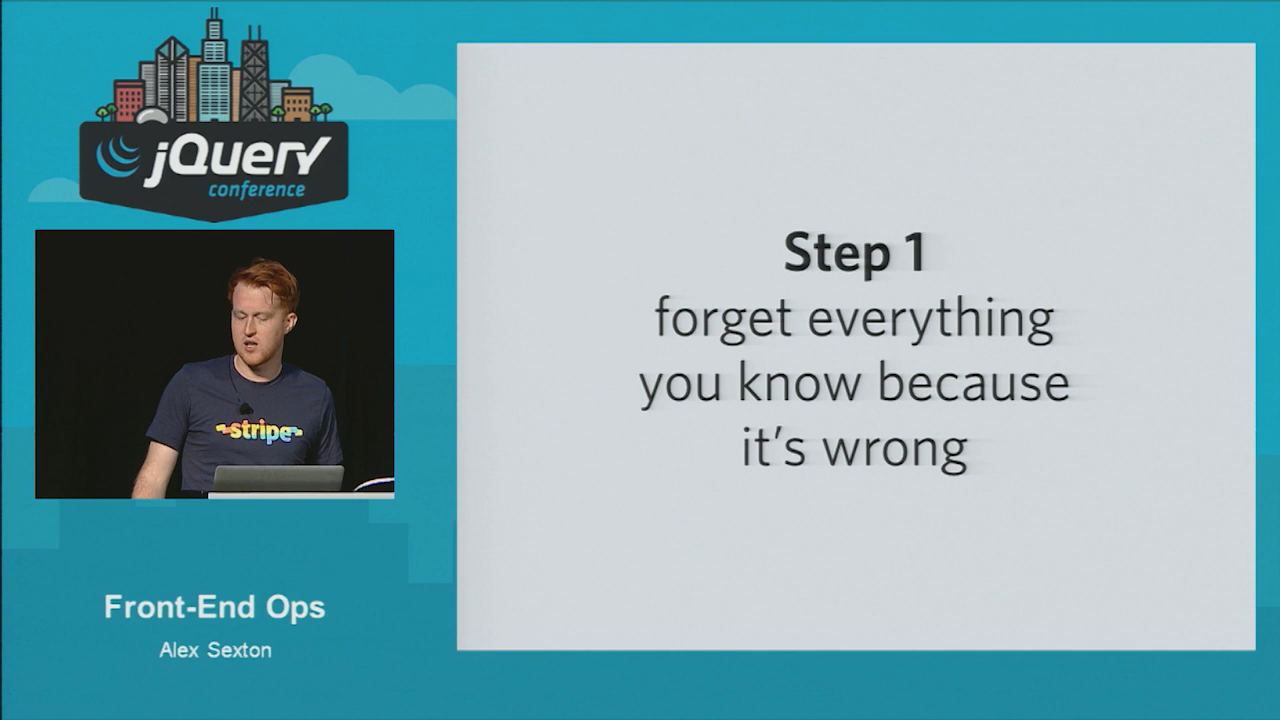 jQuery
conference
stripe
Front-End Ops
Alex Sexton
Step 1
forget everything
you know because
it's wrong